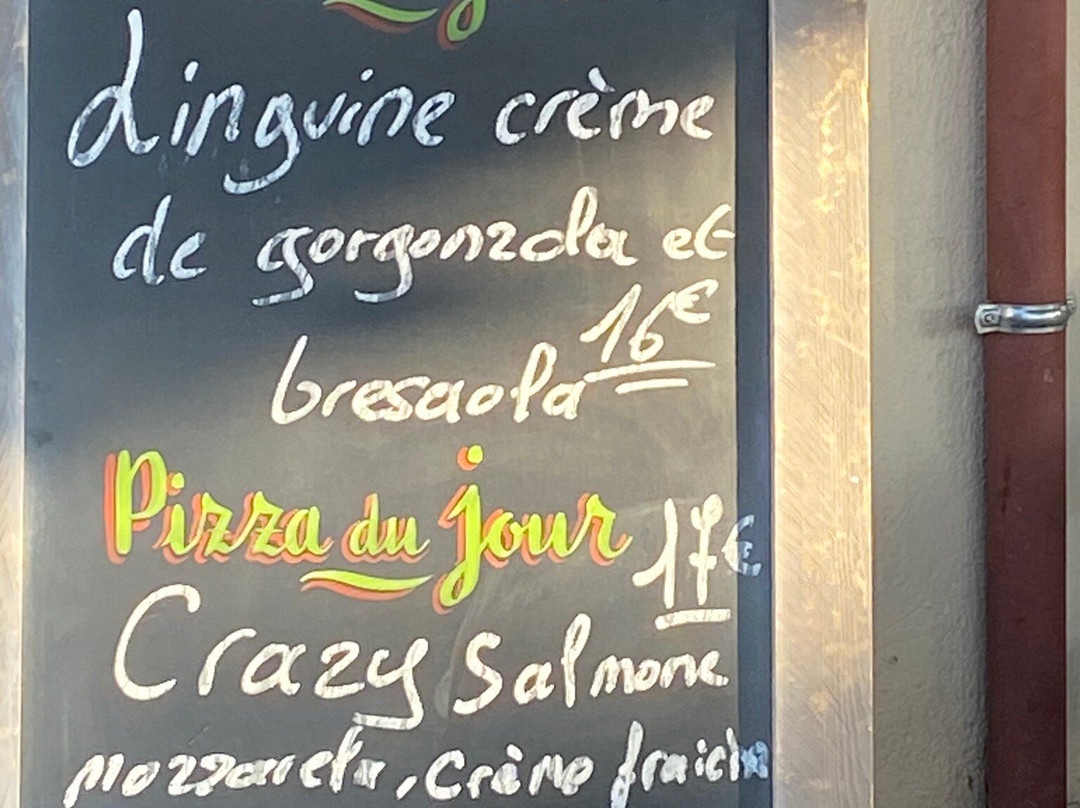 Linguine crème
de gorgonzola et
16€
bresaola
Pizza du jour 17€
Crazy Salmone
mozzarella, Crème fraiche